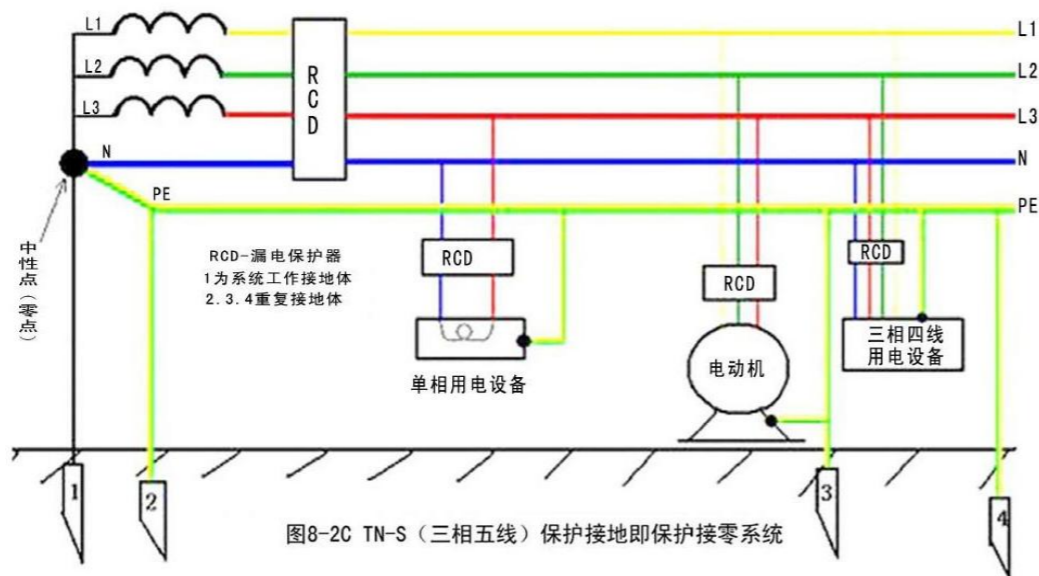 L1
L1
L2
L2
L3
L3
RCD
N
N
PE
PE
中性点（零点）
RCD-漏电保护器
1为系统工作接地体
2.3.4重复接地体
RCD
RCD
RCD
单相用电设备
电动机
三相四线
用电设备
1
2
3
4
图8-2C TN-S（三相五线）保护接地即保护接零系统